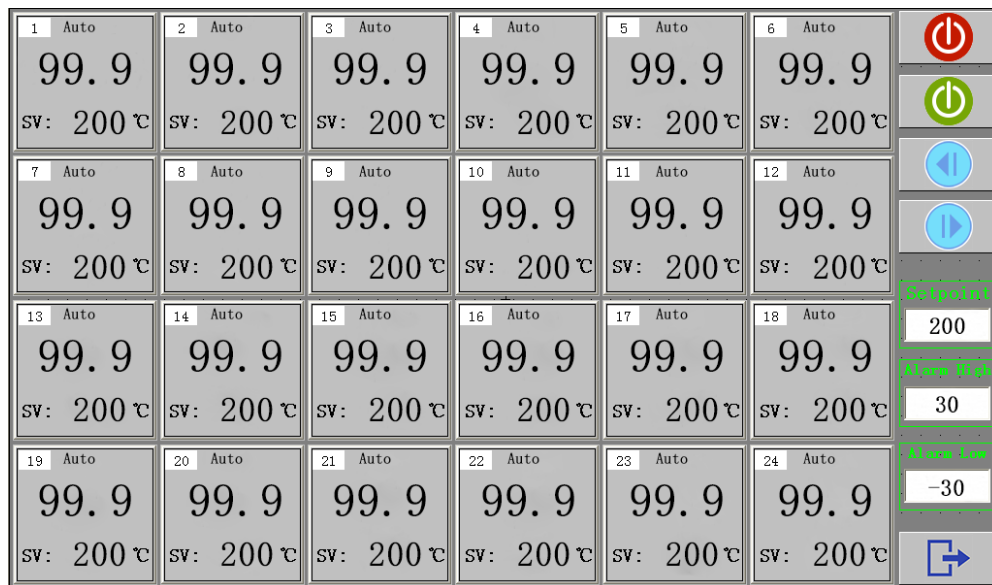 1 Auto 2 Auto 3 Auto 4 Auto 5 Auto 6 Auto
99.9 99.9 99.9 99.9 99.9 99.9
SV: 200 ℃ SV: 200 ℃ SV: 200 ℃ SV: 200 ℃ SV: 200 ℃ SV: 200 ℃
7 Auto 8 Auto 9 Auto 10 Auto 11 Auto 12 Auto
99.9 99.9 99.9 99.9 99.9 99.9
SV: 200 ℃ SV: 200 ℃ SV: 200 ℃ SV: 200 ℃ SV: 200 ℃ SV: 200 ℃
13 Auto 14 Auto 15 Auto 16 Auto 17 Auto 18 Auto
99.9 99.9 99.9 99.9 99.9 99.9
SV: 200 ℃ SV: 200 ℃ SV: 200 ℃ SV: 200 ℃ SV: 200 ℃ SV: 200 ℃
19 Auto 20 Auto 21 Auto 22 Auto 23 Auto 24 Auto
99.9 99.9 99.9 99.9 99.9 99.9
SV: 200 ℃ SV: 200 ℃ SV: 200 ℃ SV: 200 ℃ SV: 200 ℃ SV: 200 ℃
Setpoint
200
Alarm High
30
Alarm Low
-30